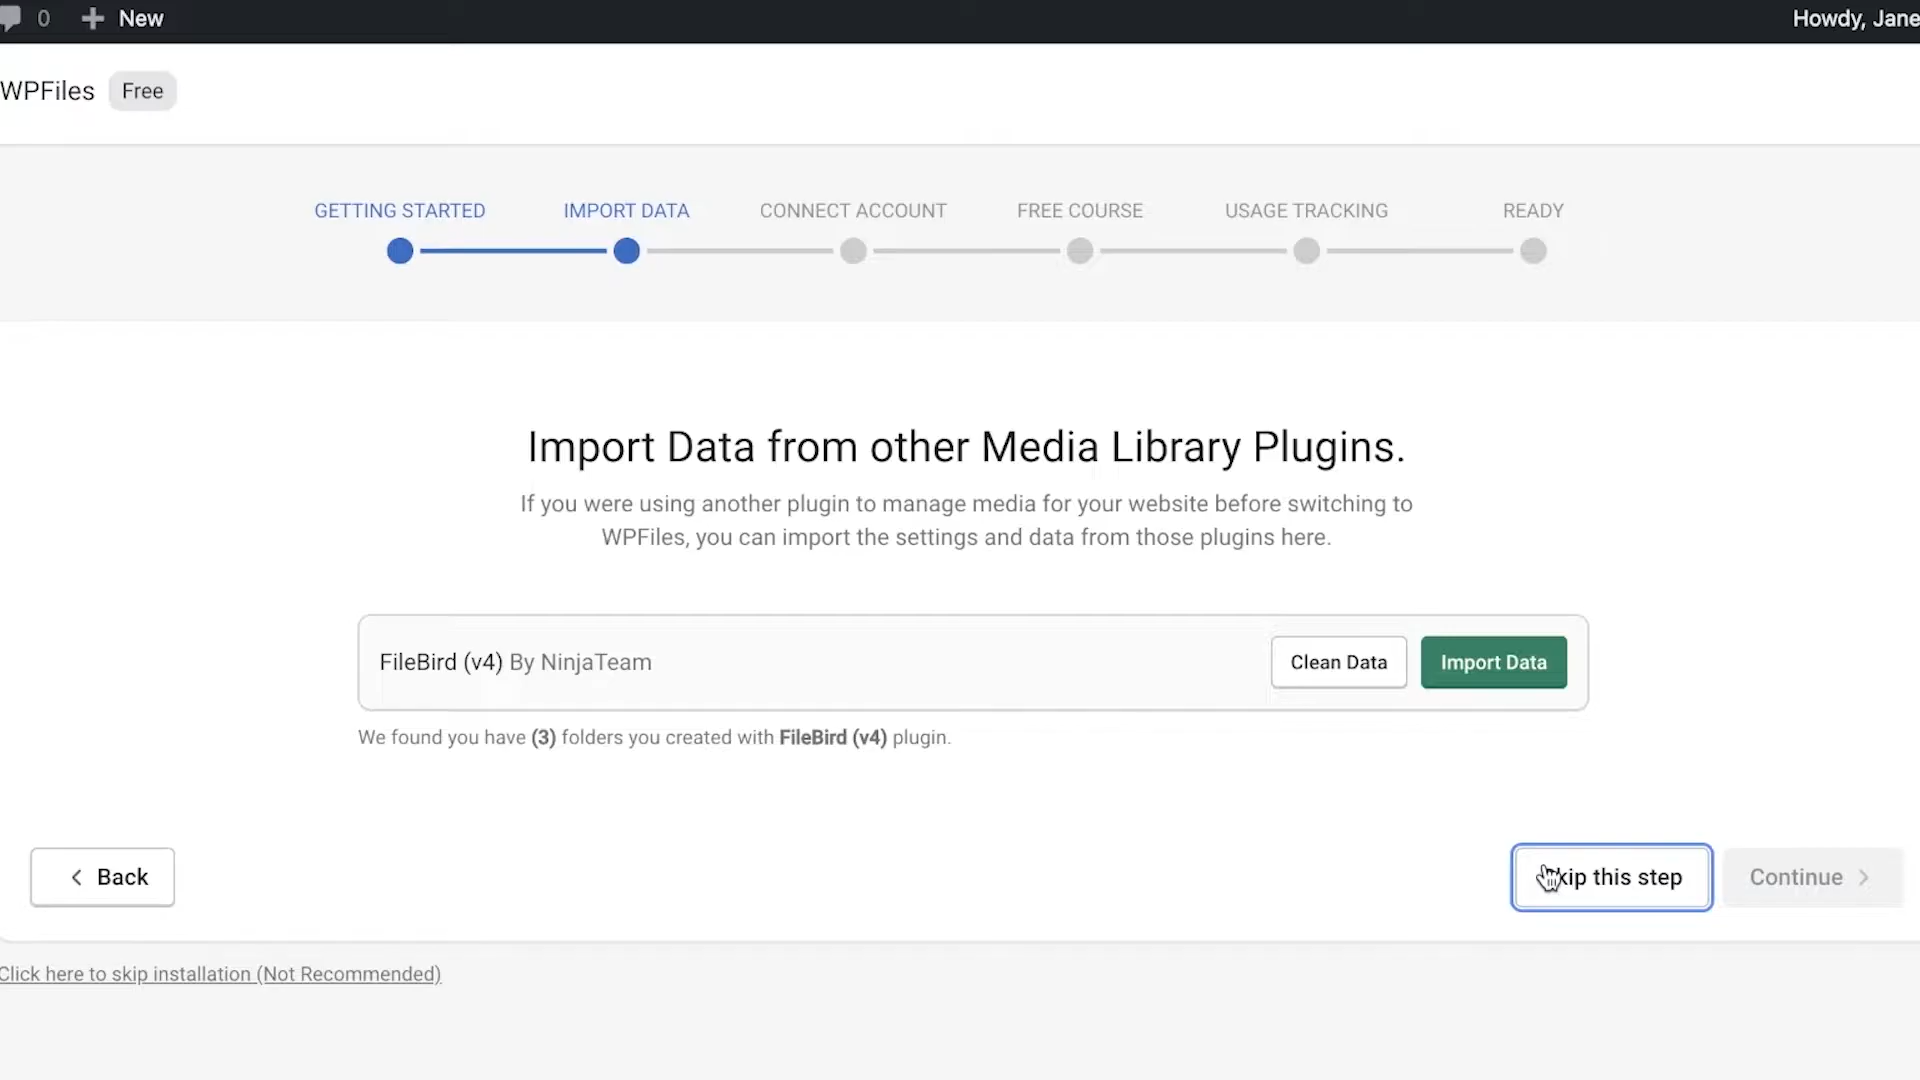 0 New Howdy, Jane
WPFiles Free
GETTING STARTED IMPORT DATA CONNECT ACCOUNT FREE COURSE USAGE TRACKING READY
Import Data from other Media Library Plugins.
If you were using another plugin to manage media for your website before switching to
WPFiles, you can import the settings and data from those plugins here.
FileBird (v4) By NinjaTeam Clean Data Import Data
We found you have (3) folders you created with FileBird (v4) plugin.
Back Skip this step Continue
Click here to skip installation (Not Recommended)